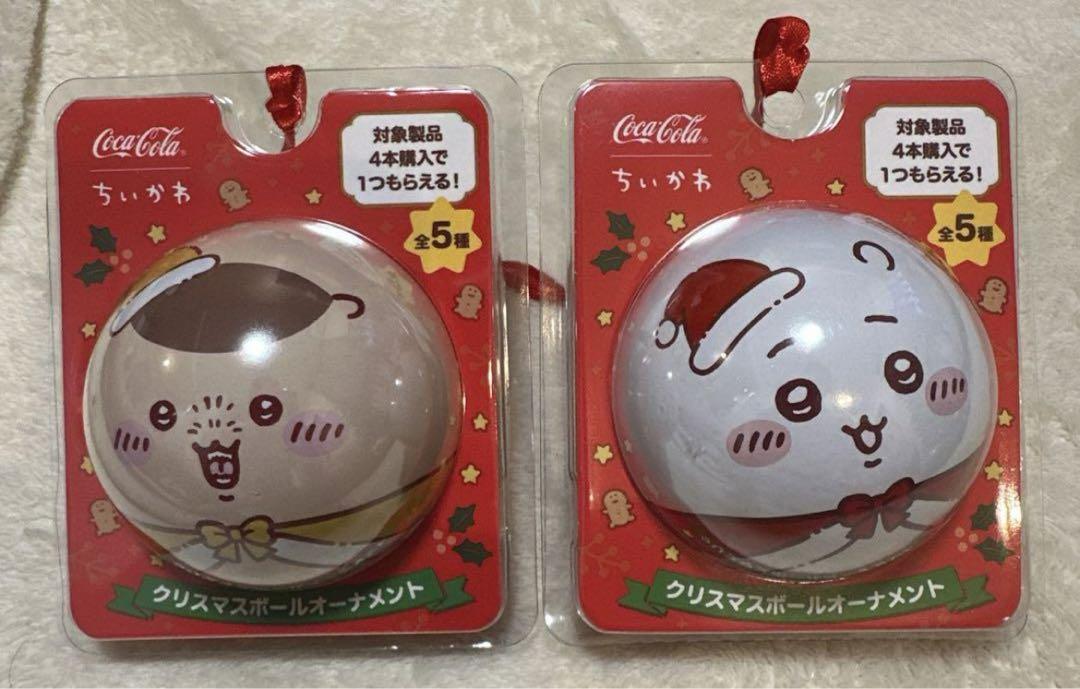 Coca-Cola
ちいかわ
対象製品
4本購入で
1つもらえる!
全5種
クリスマスボールオーナメント
Coca-Cola
ちいかわ
対象製品
4本購入で
1つもらえる!
全5種
クリスマスボールオーナメント